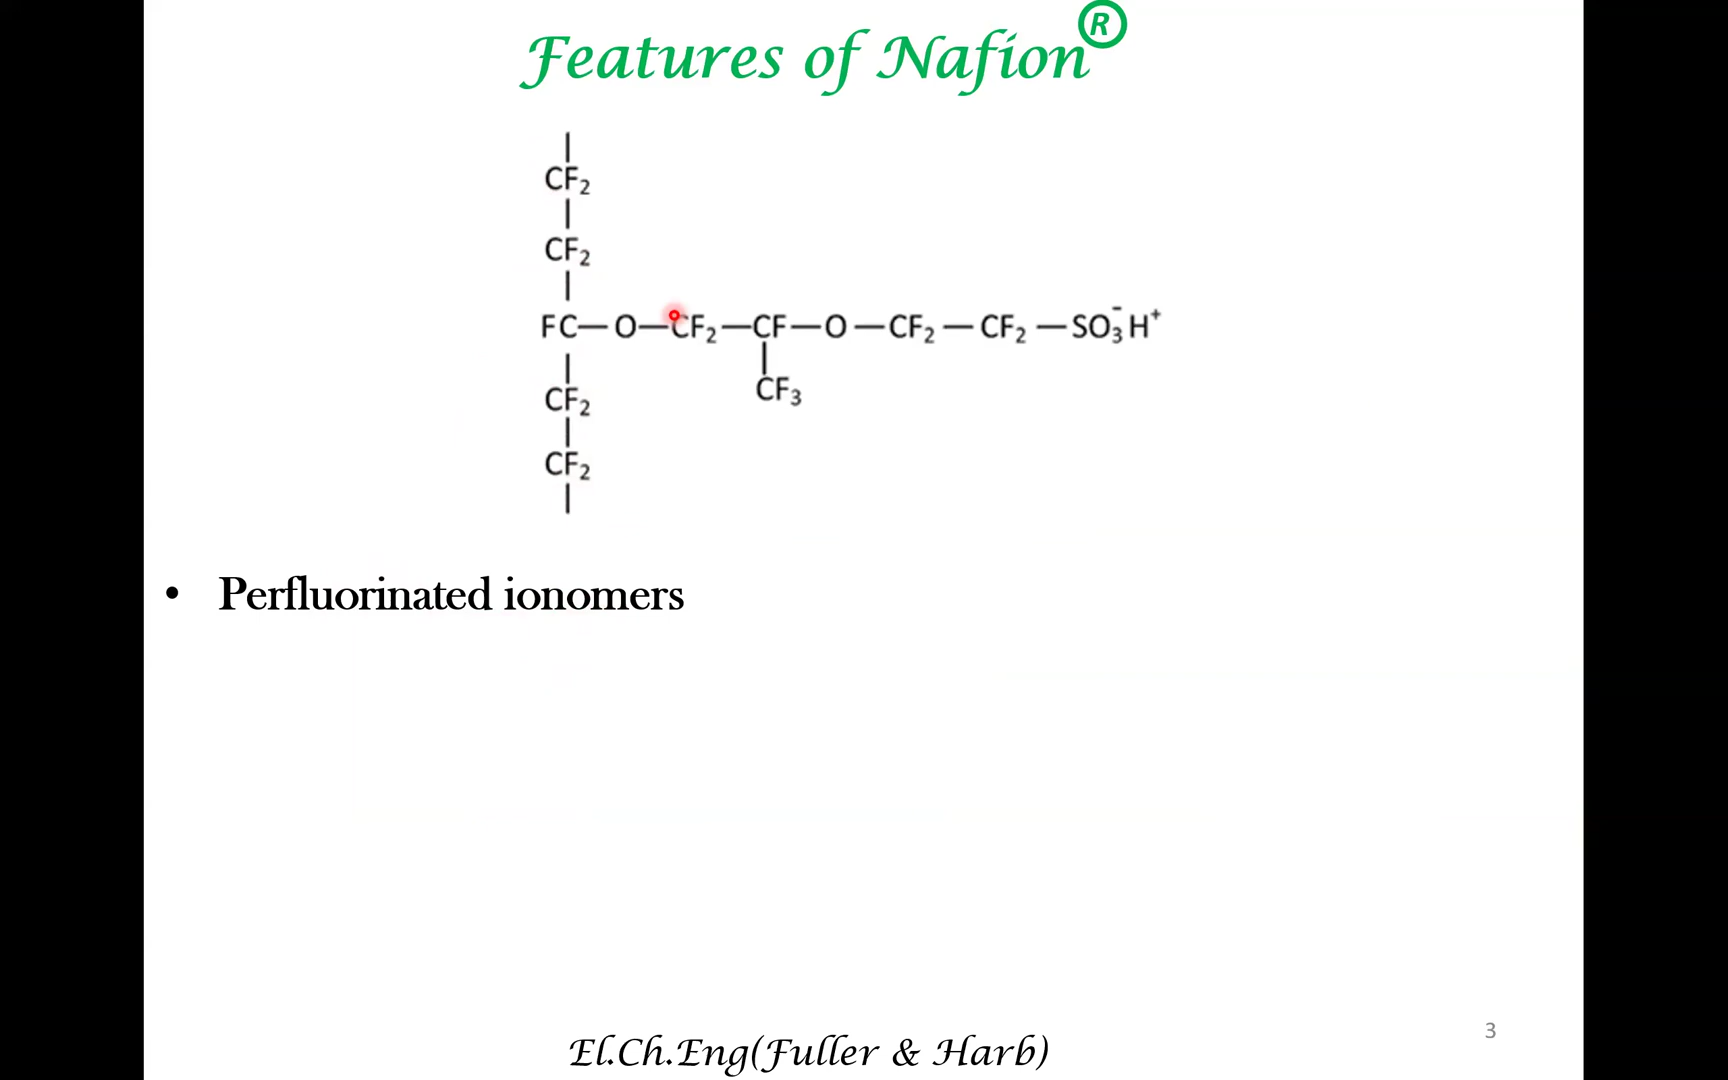 Features of Nafion®
CF₂
CF₂
FC—O—CF₂—CF—O—CF₂—CF₂—SO₃⁻H⁺
CF₃
CF₂
CF₂
• Perfluorinated ionomers
3
El.Ch.Eng(Fuller & Harb)